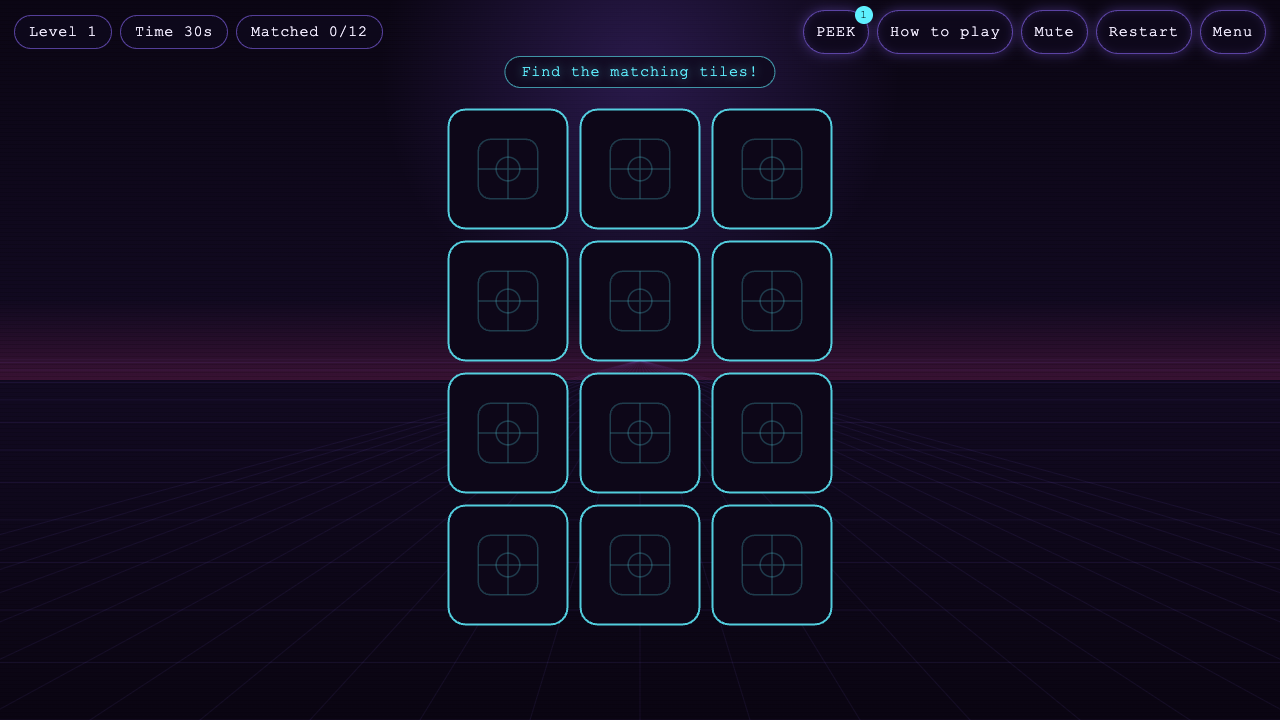 Level 1 Time 30s Matched 0/12 PEEK 1 How to play Mute Restart Menu
Find the matching tiles!